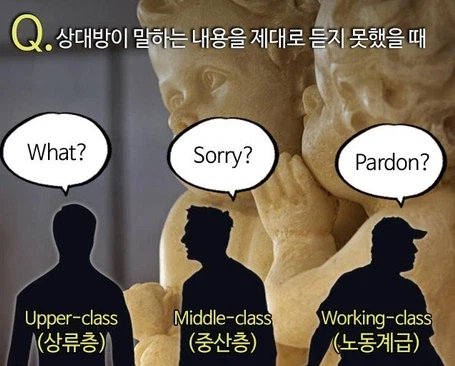 Q. 상대방이 말하는 내용을 제대로 듣지 못했을 때
What?
Sorry?
Pardon?
Upper-class
(상류층)
Middle-class
(중산층)
Working-class
(노동계급)